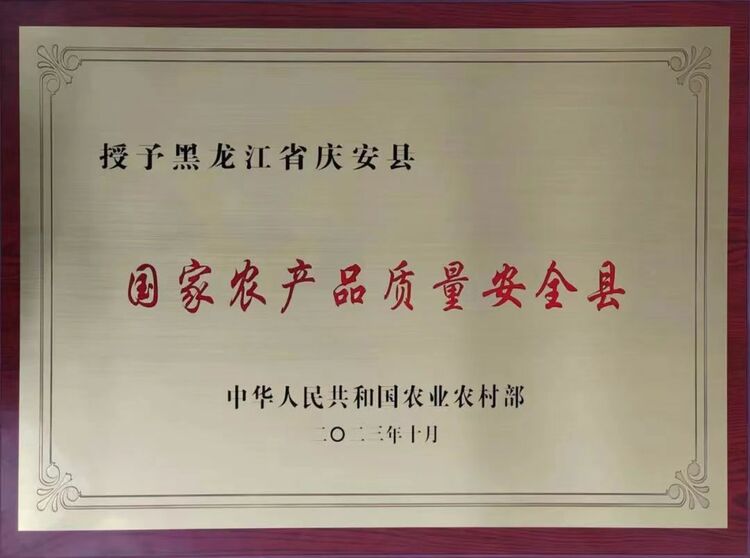 授予黑龙江省庆安县
国家农产品质量安全县
中华人民共和国农业农村部
二〇二三年十月